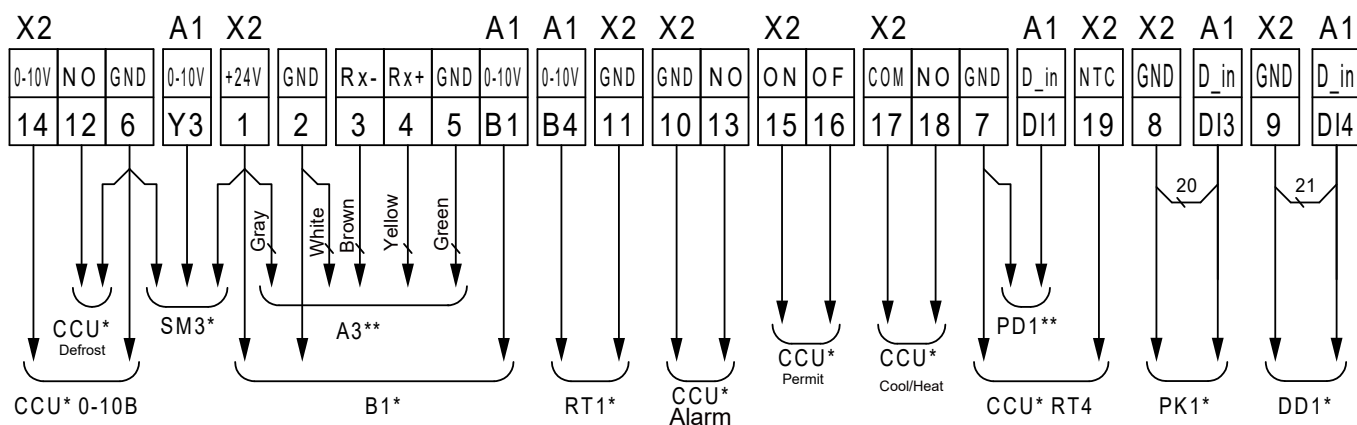 X2 A1 X2 A1 A1 X2 X2 X2 X2 A1 X2 X2 A1 X2 A1
0-10V NO GND 0-10V +24V GND Rx- Rx+ GND 0-10V 0-10V GND GND NO ON OF COM NO GND D_in NTC GND D_in GND D_in
14 12 6 Y3 1 2 3 4 5 B1 B4 11 10 13 15 16 17 18 7 DI1 19 8 DI3 9 DI4
20 21
Gray White Brown Yellow Green
CCU*
Defrost
SM3*
A3**
CCU*
Permit
CCU*
Cool/Heat
PD1**
CCU* 0-10B
B1*
RT1*
CCU*
Alarm
CCU* RT4
PK1*
DD1*